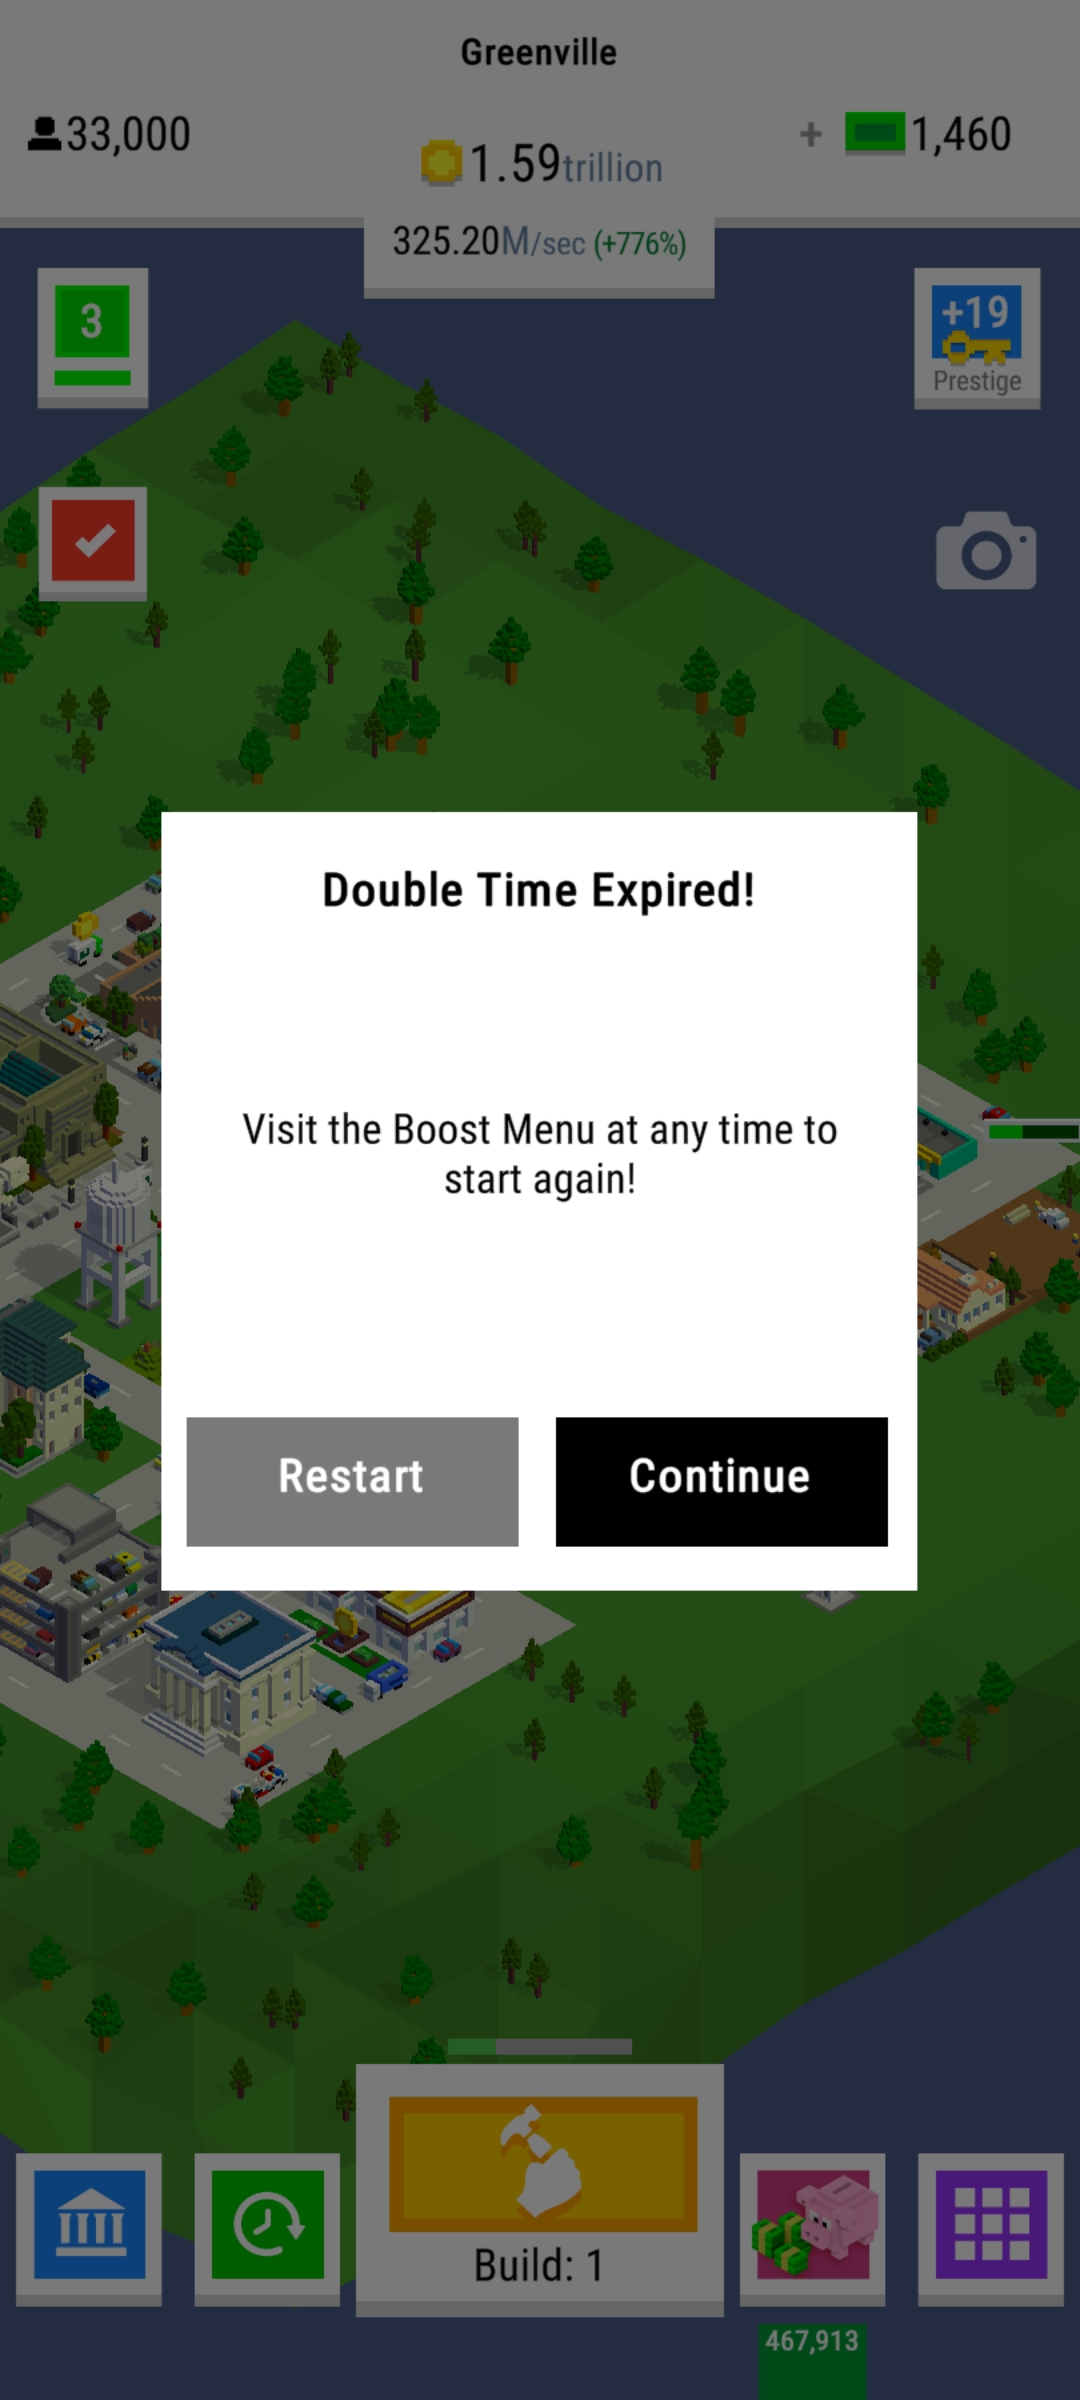 Greenville
33,000
1.59trillion
+ 1,460
325.20M/sec (+776%)
3
+19
Prestige
Double Time Expired!
Visit the Boost Menu at any time to
start again!
Restart
Continue
Build: 1
467,913